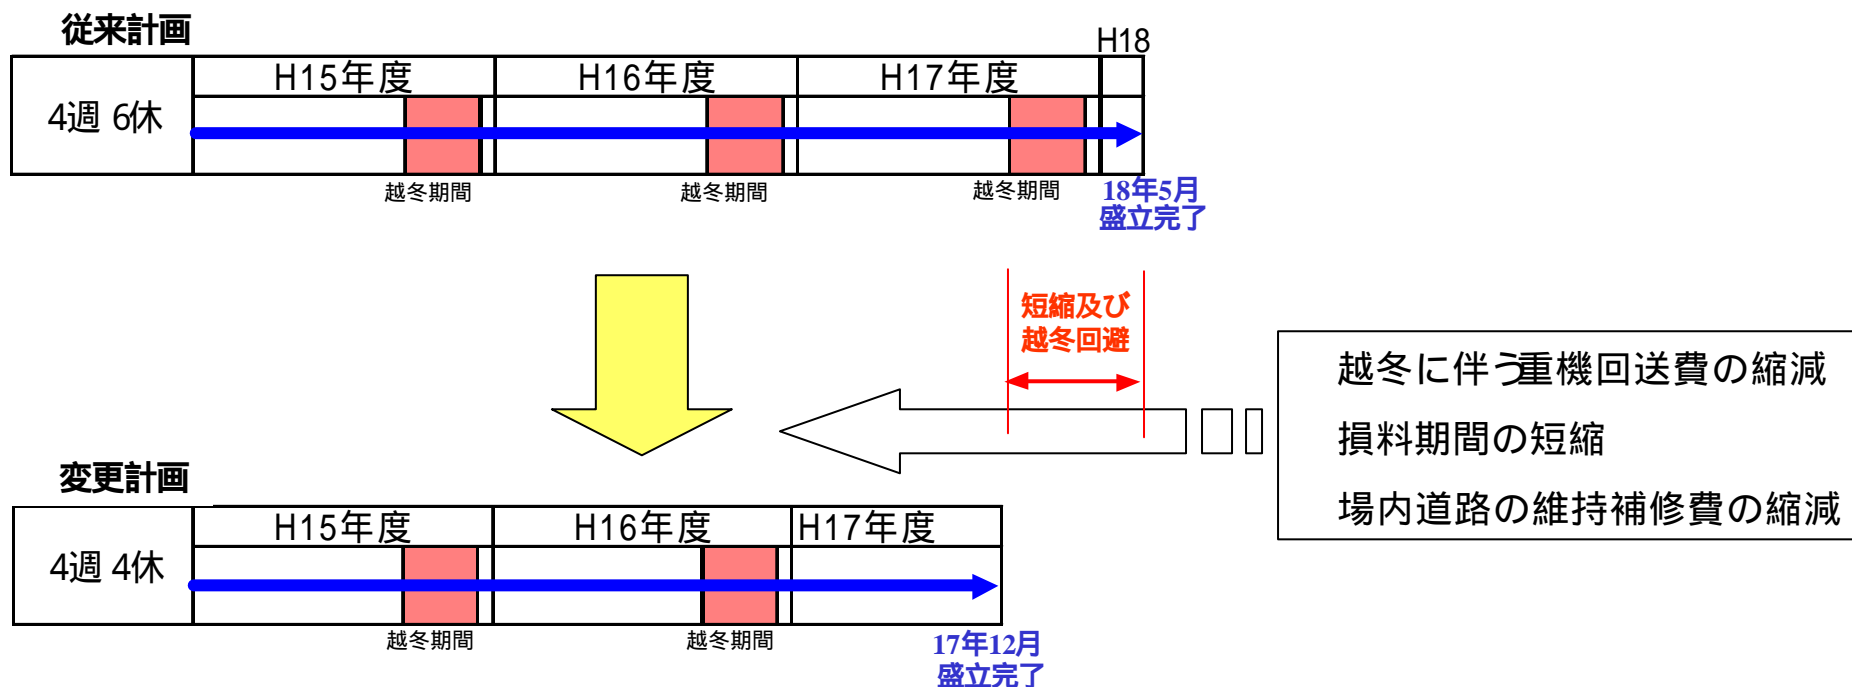 従来計画
H18
H15年度 H16年度 H17年度
4週 6休
越冬期間 越冬期間 越冬期間
18年5月
盛立完了
短縮及び
越冬回避
越冬に伴う重機回送費の縮減
損料期間の短縮
場内道路の維持補修費の縮減
変更計画
H15年度 H16年度 H17年度
4週 4休
越冬期間 越冬期間
17年12月
盛立完了